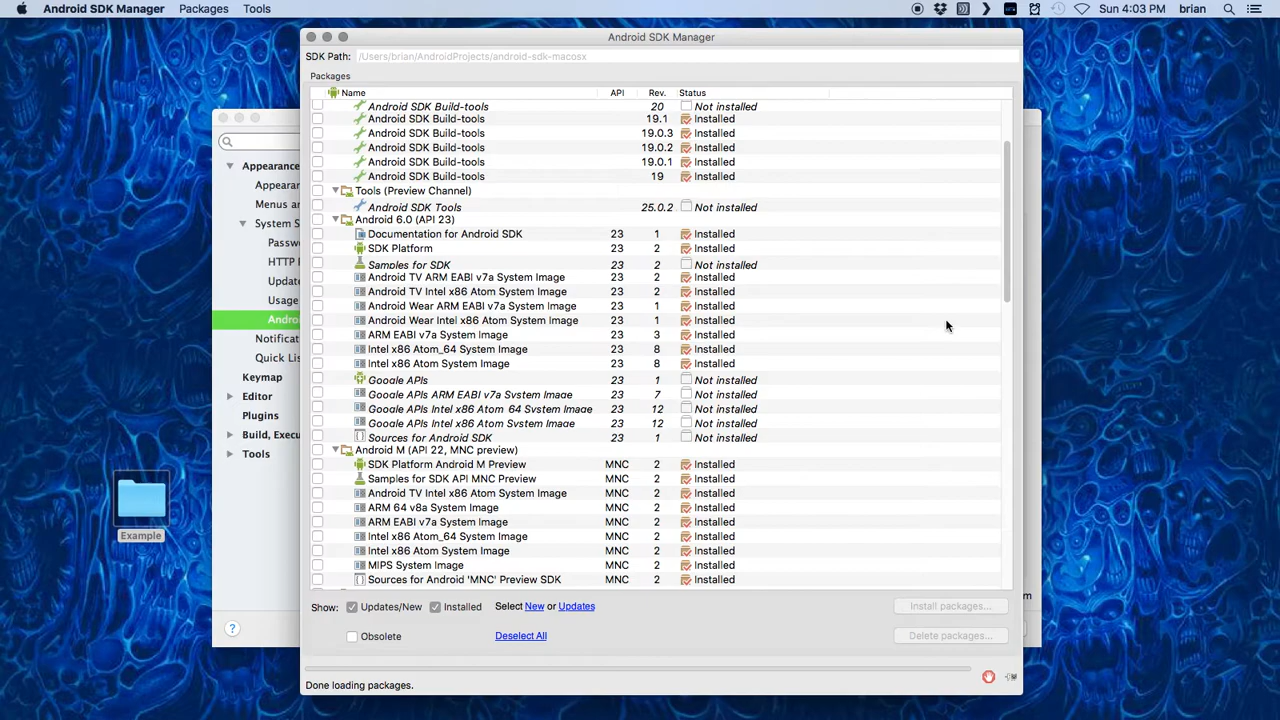 Android SDK Manager Packages Tools Sun 4:03 PM brian
Android SDK Manager
SDK Path: /Users/brian/AndroidProjects/android-sdk-macosx
Packages
Name API Rev. Status
Android SDK Build-tools 20 Not installed
Android SDK Build-tools 19.1 Installed
Android SDK Build-tools 19.0.3 Installed
Android SDK Build-tools 19.0.2 Installed
Android SDK Build-tools 19.0.1 Installed
Android SDK Build-tools 19 Installed
Tools (Preview Channel)
Android SDK Tools 25.0.2 Not installed
Android 6.0 (API 23)
Documentation for Android SDK 23 1 Installed
SDK Platform 23 2 Installed
Samples for SDK 23 2 Not installed
Android TV ARM EABI v7a System Image 23 2 Installed
Android TV Intel x86 Atom System Image 23 2 Installed
Android Wear ARM EABI v7a System Image 23 1 Installed
Android Wear Intel x86 Atom System Image 23 1 Installed
ARM EABI v7a System Image 23 3 Installed
Intel x86 Atom_64 System Image 23 8 Installed
Intel x86 Atom System Image 23 8 Installed
Google APIs 23 1 Not installed
Google APIs ARM EABI v7a System Image 23 7 Not installed
Google APIs Intel x86 Atom_64 System Image 23 12 Not installed
Google APIs Intel x86 Atom System Image 23 12 Not installed
Sources for Android SDK 23 1 Not installed
Android M (API 22, MNC preview)
SDK Platform Android M Preview MNC 2 Installed
Samples for SDK API MNC Preview MNC 2 Installed
Android TV Intel x86 Atom System Image MNC 2 Installed
ARM 64 v8a System Image MNC 2 Installed
ARM EABI v7a System Image MNC 2 Installed
Intel x86 Atom_64 System Image MNC 2 Installed
Intel x86 Atom System Image MNC 2 Installed
MIPS System Image MNC 2 Installed
Sources for Android 'MNC' Preview SDK MNC 2 Installed
Show: Updates/New Installed Select New or Updates Install packages...
Obsolete Deselect All Delete packages...
Done loading packages.
Appearance
Appearan
Menus an
System S
Passw
HTTP
Update
Usage
Andro
Notificat
Quick Lis
Keymap
Editor
Plugins
Build, Execu
Tools
?
m
Example